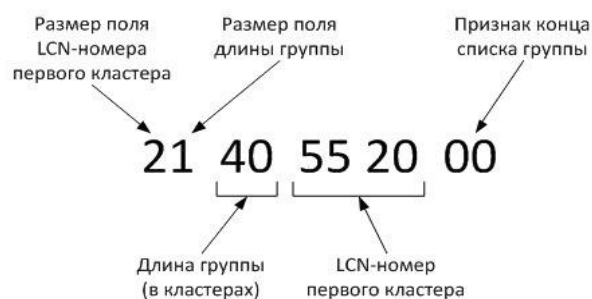 Размер поля
LCN-номера
первого кластера
Размер поля
длины группы
Признак конца
списка группы
21 40 55 20 00
Длина группы
(в кластерах)
LCN-номер
первого кластера